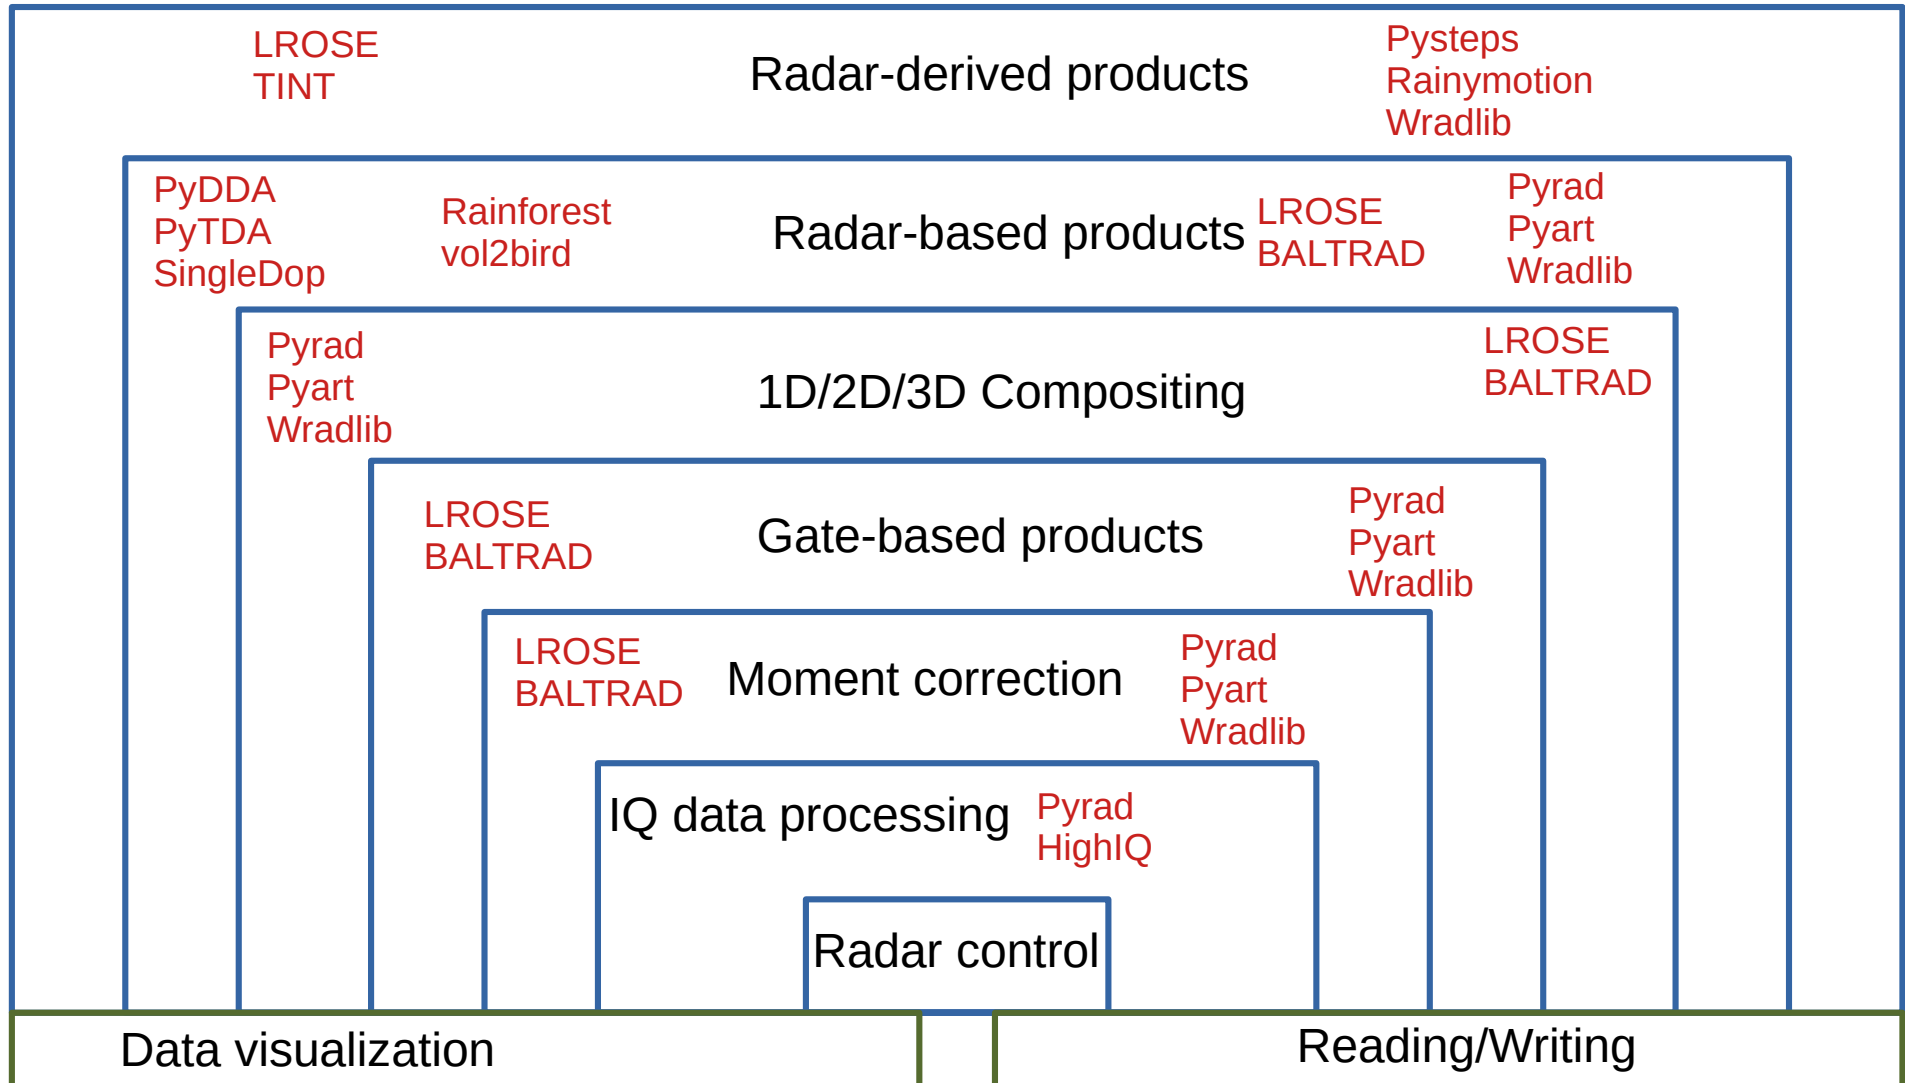 LROSE
TINT
Radar-derived products
Pysteps
Rainymotion
Wradlib
PyDDA
PyTDA
SingleDop
Rainforest
vol2bird
Radar-based products
LROSE
BALTRAD
Pyrad
Pyart
Wradlib
Pyrad
Pyart
Wradlib
1D/2D/3D Compositing
LROSE
BALTRAD
LROSE
BALTRAD
Gate-based products
Pyrad
Pyart
Wradlib
LROSE
BALTRAD
Moment correction
Pyrad
Pyart
Wradlib
IQ data processing
Pyrad
HighIQ
Radar control
Data visualization
Reading/Writing